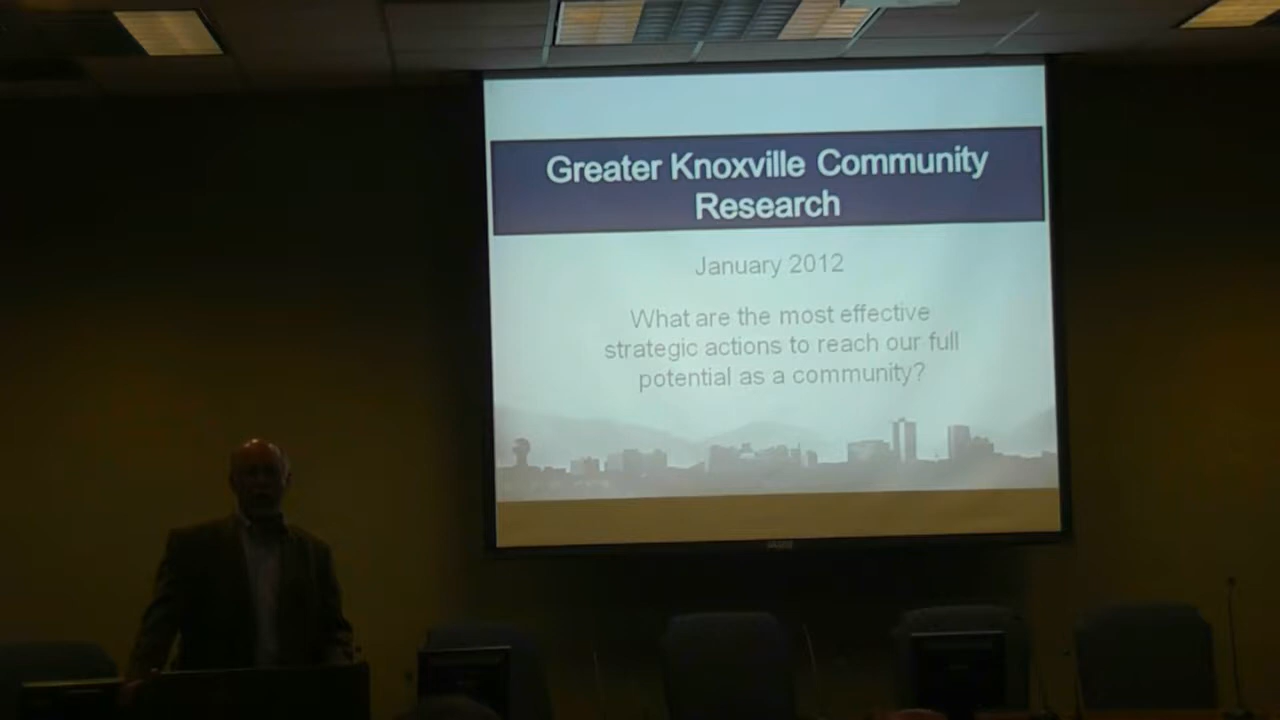 Greater Knoxville Community
Research
January 2012
What are the most effective
strategic actions to reach our full
potential as a community?